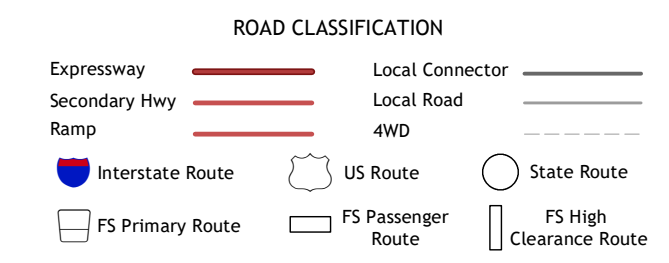 ROAD CLASSIFICATION
Expressway
Local Connector
Secondary Hwy
Local Road
Ramp
4WD
Interstate Route
US Route
State Route
FS Primary Route
FS Passenger
Route
FS High
Clearance Route